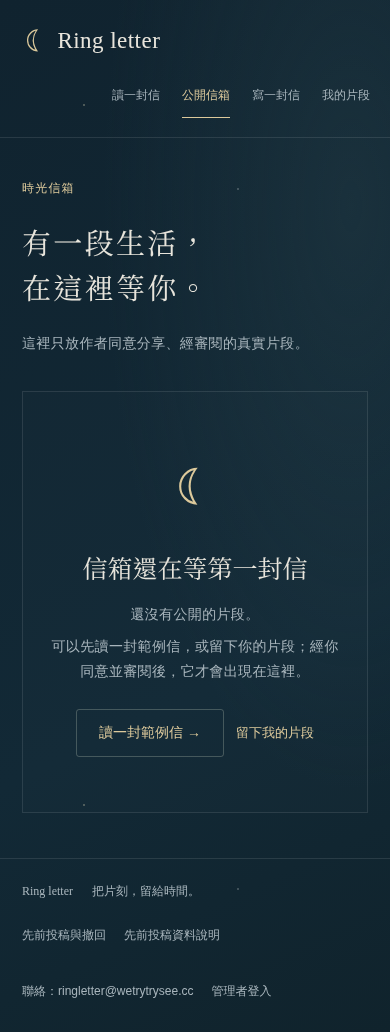 Ring letter
讀一封信 公開信箱 寫一封信 我的片段
時光信箱
有一段生活，
在這裡等你。
這裡只放作者同意分享、經審閱的真實片段。
信箱還在等第一封信
還沒有公開的片段。
可以先讀一封範例信，或留下你的片段；經你
同意並審閱後，它才會出現在這裡。
讀一封範例信 → 留下我的片段
Ring letter 把片刻，留給時間。
先前投稿與撤回 先前投稿資料說明
聯絡：ringletter@wetrytrysee.cc 管理者登入